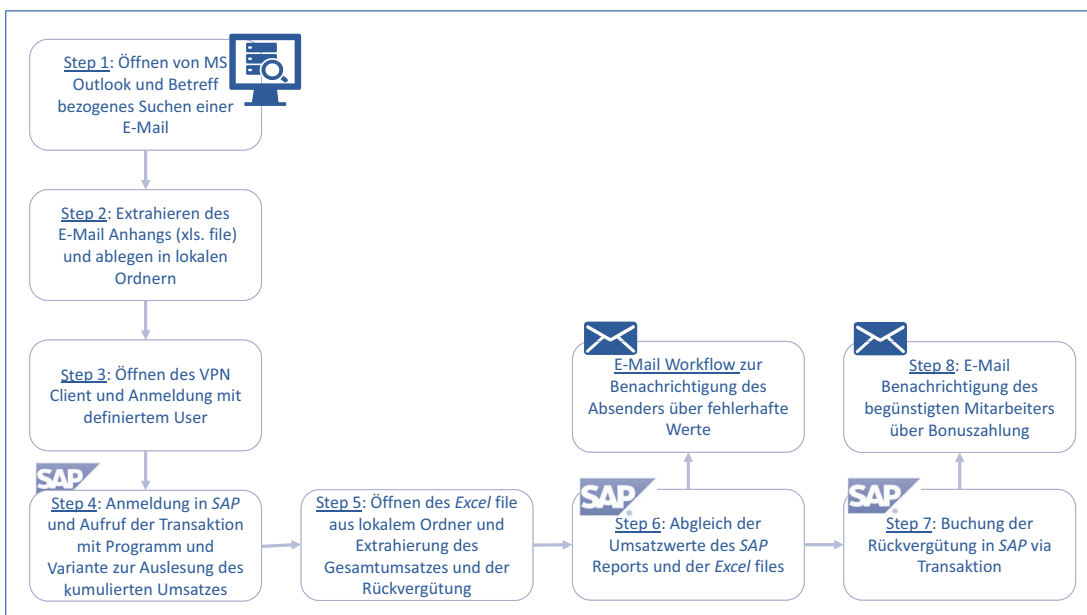 Step 1: Öffnen von MS
Outlook und Betreff
bezogenes Suchen einer
E-Mail
Step 2: Extrahieren des
E-Mail Anhangs (xls. file)
und ablegen in lokalen
Ordnern
Step 3: Öffnen des VPN
Client und Anmeldung mit
definiertem User
SAP
Step 4: Anmeldung in SAP
und Aufruf der Transaktion
mit Programm und
Variante zur Auslesung des
kumulierten Umsatzes
Step 5: Öffnen des Excel file
aus lokalem Ordner und
Extrahierung des
Gesamtumsatzes und der
Rückvergütung
SAP®
Step 6: Abgleich der
Umsatzwerte des SAP
Reports und der Excel files
E-Mail Workflow zur
Benachrichtigung des
Absenders über fehlerhafte
Werte
SAP®
Step 7: Buchung der
Rückvergütung in SAP via
Transaktion
Step 8: E-Mail
Benachrichtigung des
begünstigten Mitarbeiters
über Bonuszahlung